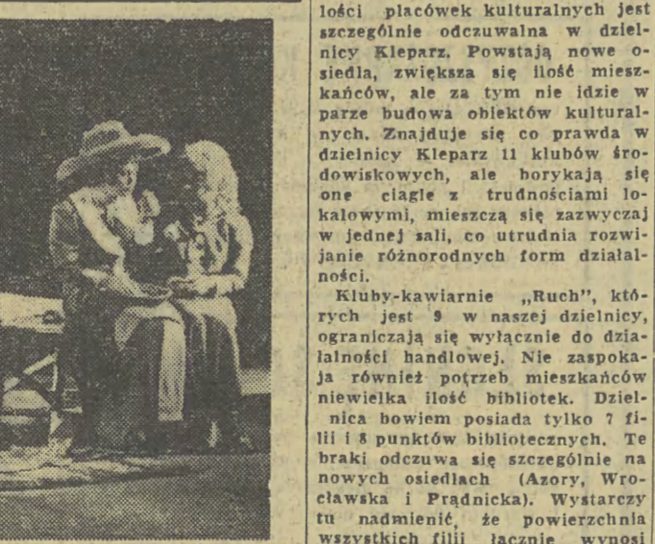 lości placówek kulturalnych jest
szczególnie odczuwalna w dziel-
nicy Kleparz. Powstają nowe o-
siedla, zwiększa się ilość miesz-
kańców, ale za tym nie idzie w
parze budowa obiektów kultural-
nych. Znajduje się co prawda w
dzielnicy Kleparz 11 klubów śro-
dowiskowych, ale borykają się
one ciągle z trudnościami lo-
kalowymi, mieszczą się zazwyczaj
w jednej sali, co utrudnia rozwi-
janie różnorodnych form działal-
ności.
Kluby-kawiarnie „Ruch”, któ-
rych jest 9 w naszej dzielnicy,
ograniczają się wyłącznie do dzia-
łalności handlowej. Nie zaspoka-
ja również potrzeb mieszkańców
niewielka ilość bibliotek. Dziel-
nica bowiem posiada tylko 7 fi-
lii i 8 punktów bibliotecznych. Te
braki odczuwa się szczególnie na
nowych osiedlach (Azory, Wro-
cławska i Prądnicka). Wystarczy
tu nadmienić, że powierzchnia
wszystkich filii łącznie wynosi